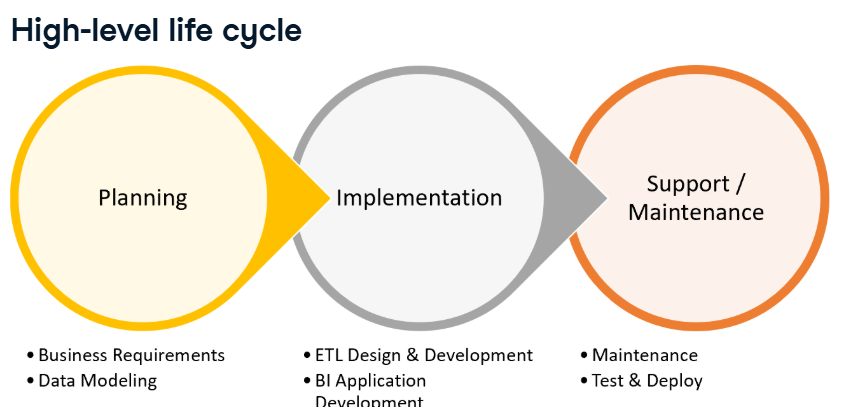 High-level life cycle
Planning
Implementation
Support /
Maintenance
• Business Requirements
• Data Modeling
• ETL Design & Development
• BI Application
Development
• Maintenance
• Test & Deploy